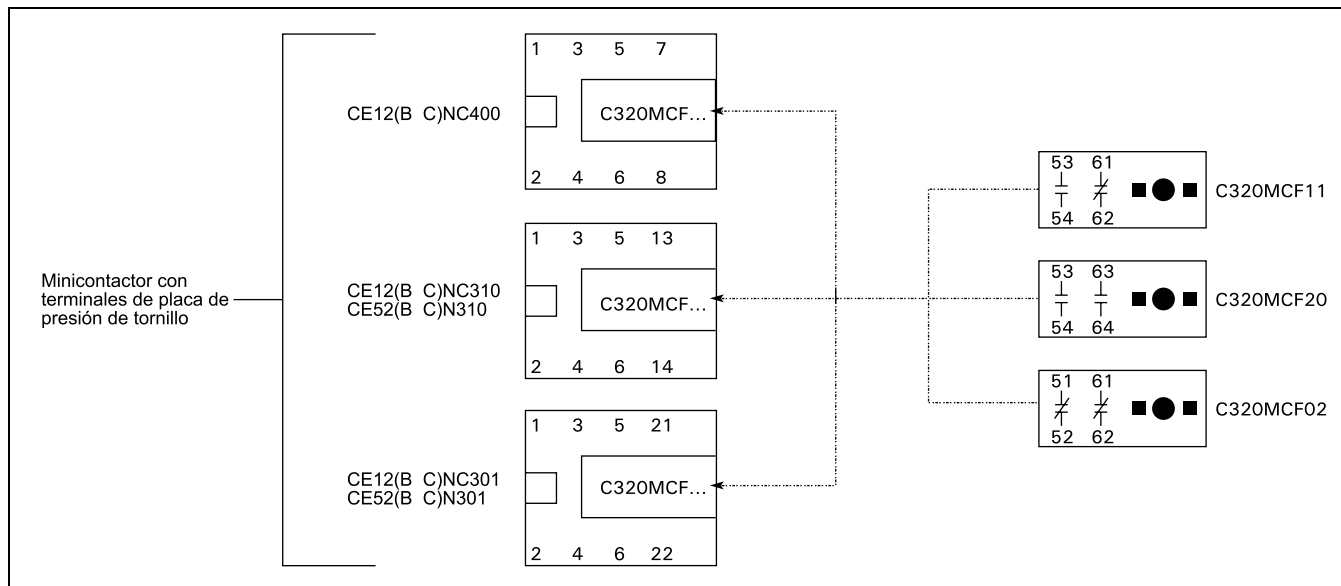 1 3 5 7
CE12(B C)NC400
C320MCF...
2 4 6 8
Minicontactor con
terminales de placa de
presión de tornillo
1 3 5 13
CE12(B C)NC310
CE52(B C)N310
C320MCF...
2 4 6 14
1 3 5 21
CE12(B C)NC301
CE52(B C)N301
C320MCF...
2 4 6 22
53 61
C320MCF11
54 62
53 63
C320MCF20
54 64
51 61
C320MCF02
52 62